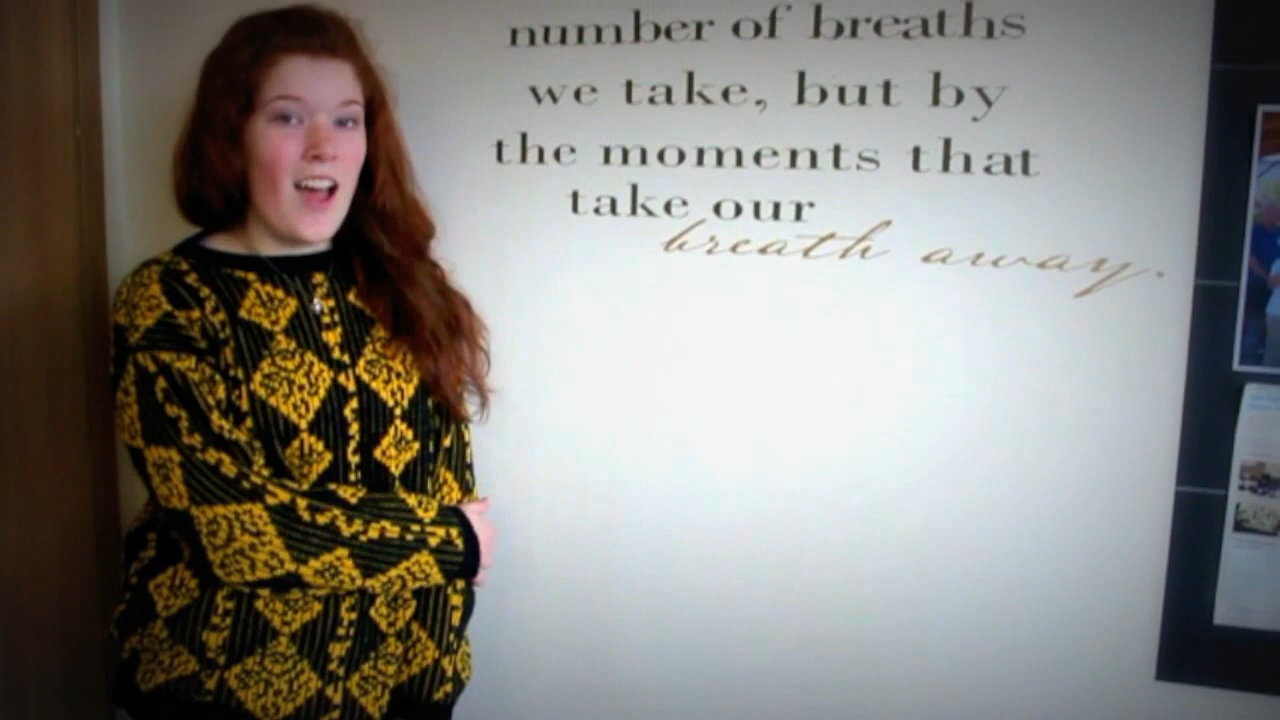 number of breaths
we take, but by
the moments that
take our
breath away.